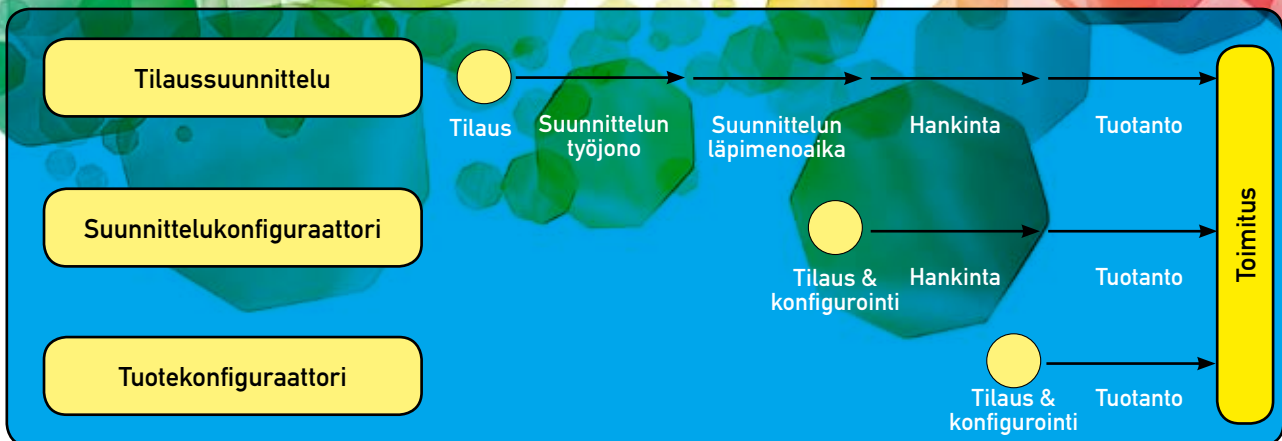 Tilaussuunnittelu
Tilaus
Suunnittelun
työjono
Suunnittelun
läpimenoaika
Hankinta
Tuotanto
Suunnittelukonfiguraattori
Tilaus &
konfigurointi
Hankinta
Tuotanto
Tuotekonfiguraattori
Tilaus &
konfigurointi
Tuotanto
Toimitus